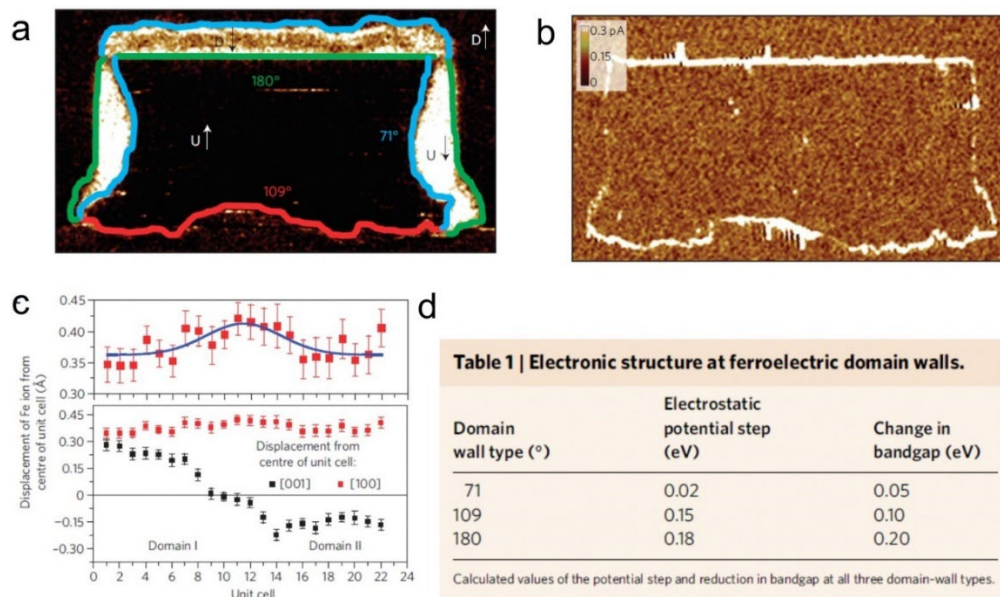 a
D
D
180°
U
71°
U
109°
b
0.3 pA
0.15
0
c
Displacement of Fe ion from
centre of unit cell (Å)
0.45
0.40
0.35
0.30
0.45
0.30
0.15
0
−0.15
−0.30
Displacement from
centre of unit cell:
[001] [100]
Domain I Domain II
0 2 4 6 8 10 12 14 16 18 20 22 24
Unit cell
d
Table 1 | Electronic structure at ferroelectric domain walls.
Domain wall type (°) Electrostatic potential step (eV) Change in bandgap (eV)
71 0.02 0.05
109 0.15 0.10
180 0.18 0.20
Calculated values of the potential step and reduction in bandgap at all three domain-wall types.